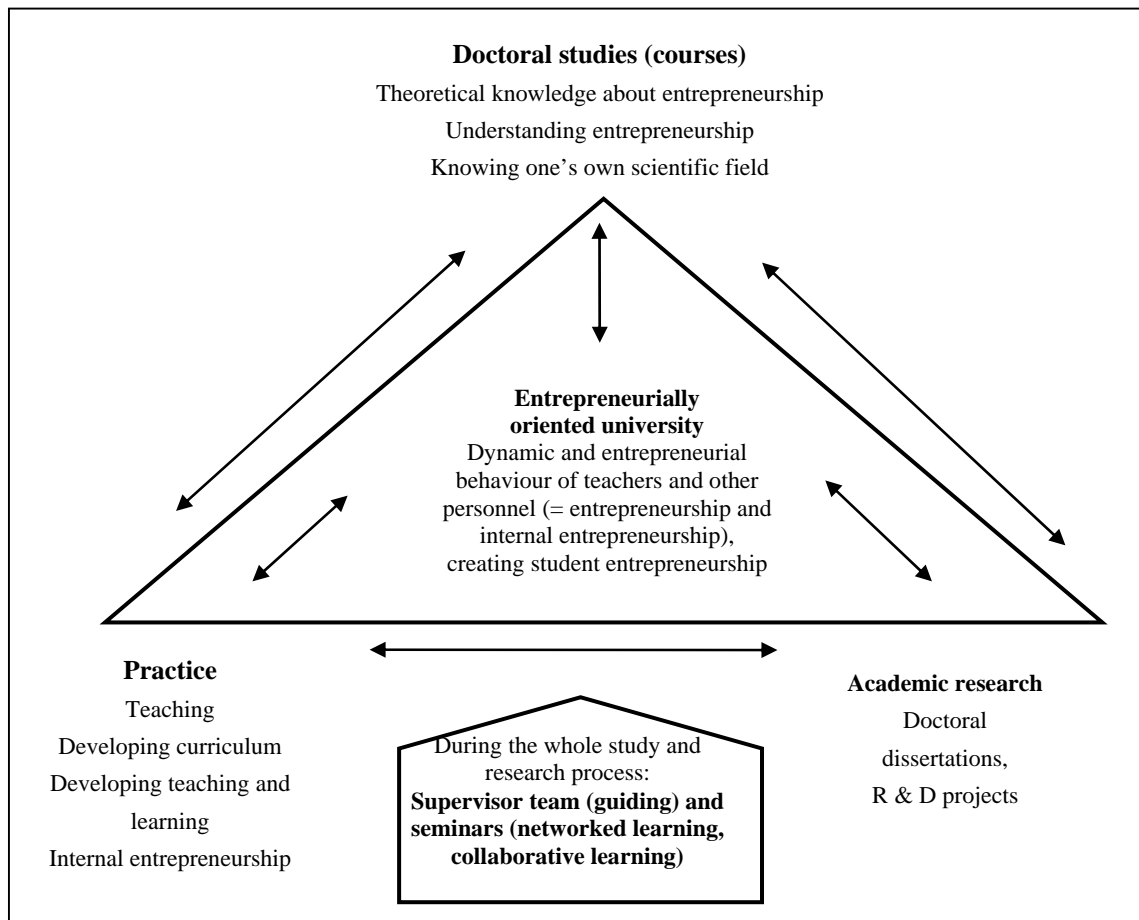 Doctoral studies (courses)
Theoretical knowledge about entrepreneurship
Understanding entrepreneurship
Knowing one’s own scientific field
Entrepreneurially
oriented university
Dynamic and entrepreneurial
behaviour of teachers and other
personnel (= entrepreneurship and
internal entrepreneurship),
creating student entrepreneurship
Practice
Teaching
Developing curriculum
Developing teaching and
learning
Internal entrepreneurship
During the whole study and
research process:
Supervisor team (guiding) and
seminars (networked learning,
collaborative learning)
Academic research
Doctoral
dissertations,
R & D projects